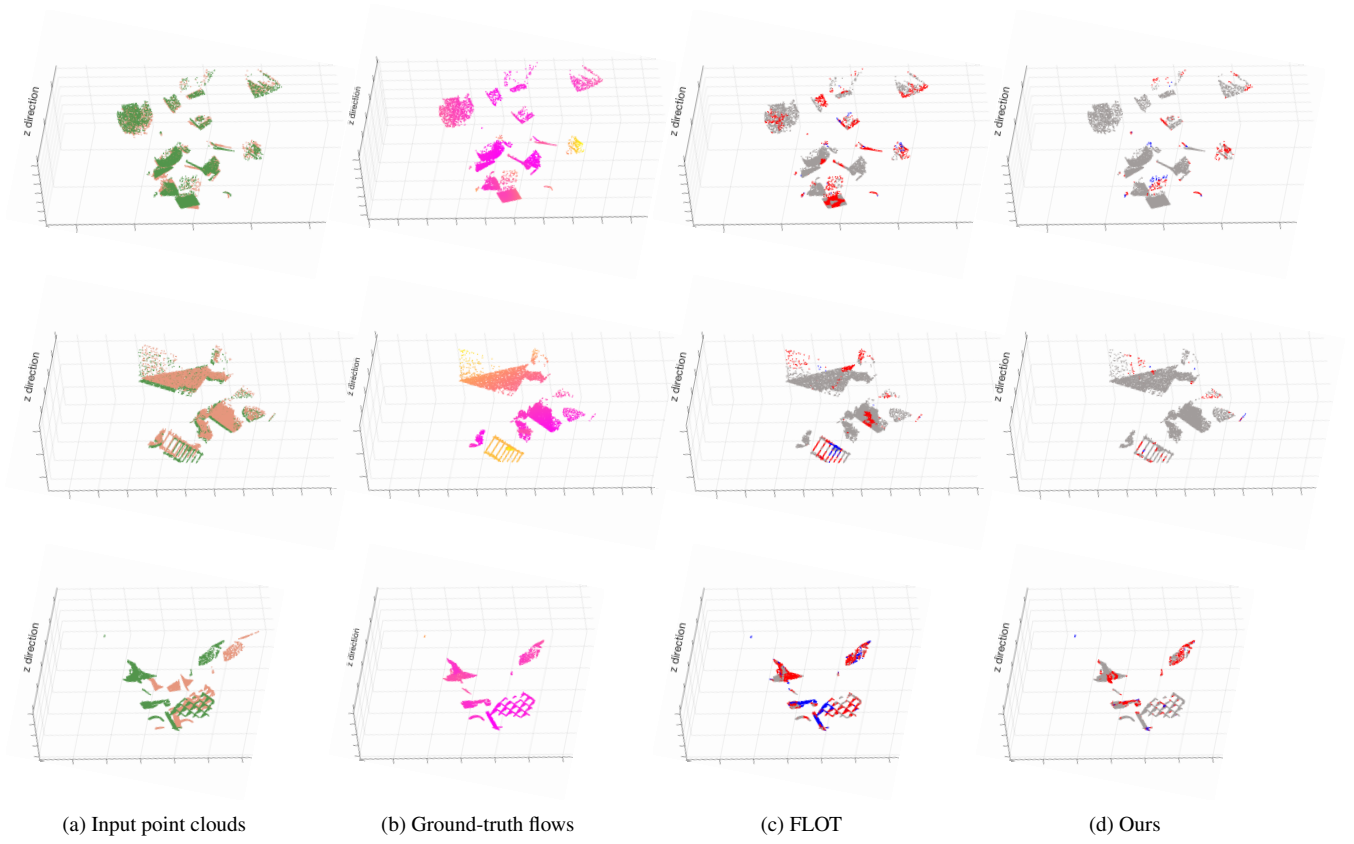 z direction
z direction
z direction
z direction
z direction
z direction
z direction
z direction
z direction
z direction
z direction
z direction
(a) Input point clouds
(b) Ground-truth flows
(c) FLOT
(d) Ours